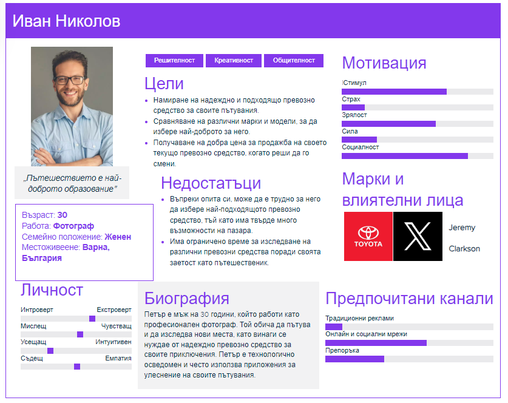 Иван Николов
Решителност
Креативност
Общителност
„Пътешествието е най-
доброто образование“
Възраст: 30
Работа: Фотограф
Семейно положение: Женен
Местоживеене: Варна,
България
Цели
Намиране на надеждно и подходящо превозно
средство за своите пътувания.
Сравняване на различни марки и модели, за да
избере най-доброто за него.
Получаване на добра цена за продажба на своето
текущо превозно средство, когато реши да го
смени.
Недостатъци
Въпреки опита си, може да е трудно за него
да избере най-подходящото превозно
средство, тъй като има твърде много
възможности на пазара.
Има ограничено време за изследване на
различни превозни средства поради своята
заетост като пътешественик.
Мотивация
Стимул
Страх
Зрялост
Сила
Социалност
Марки и
влиятелни лица
TOYOTA
X
Jeremy
Clarkson
Личност
Интроверт Екстроверт
Мислещ Чувстващ
Усещащ Интуитивен
Съдещ Емпатия
Биография
Петър е мъж на 30 години, който работи като
професионален фотограф. Той обича да пътува
и да изследва нови места, като винаги се
нуждае от надеждно превозно средство за
своите приключения. Петър е технологично
осведомен и често използва приложения за
улеснение на своите пътувания.
Предпочитани канали
Традиционни реклами
Онлайн и социални мрежи
Препоръка